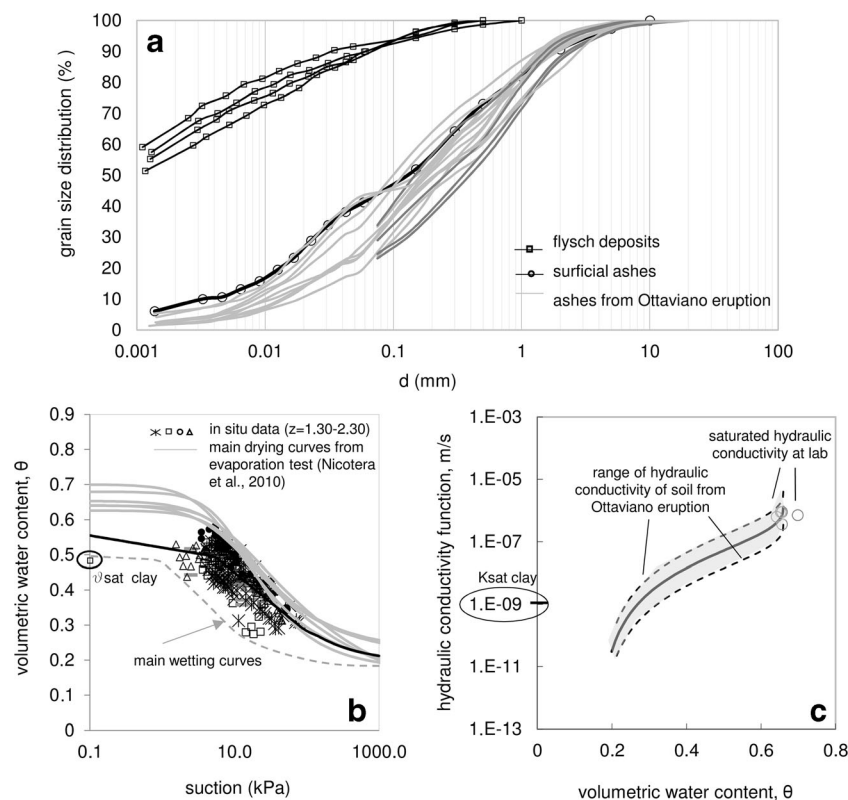 a
grain size distribution (%)
100
90
80
70
60
50
40
30
20
10
0
0.001
0.01
0.1
1
10
100
d (mm)
flysch deposits
surficial ashes
ashes from Ottaviano eruption
volumetric water content, θ
0.9
0.8
0.7
0.6
0.5
0.4
0.3
0.2
0.1
0
0.1
10.0
1000.0
suction (kPa)
in situ data (z=1.30-2.30)
main drying curves from
evaporation test (Nicotera
et al., 2010)
ϑsat clay
main wetting curves
b
hydraulic conductivity function, m/s
1.E-03
1.E-05
1.E-07
1.E-09
1.E-11
1.E-13
0
0.2
0.4
0.6
0.8
volumetric water content, θ
saturated hydraulic
conductivity at lab
range of hydraulic
conductivity of soil from
Ottaviano eruption
Ksat clay
c